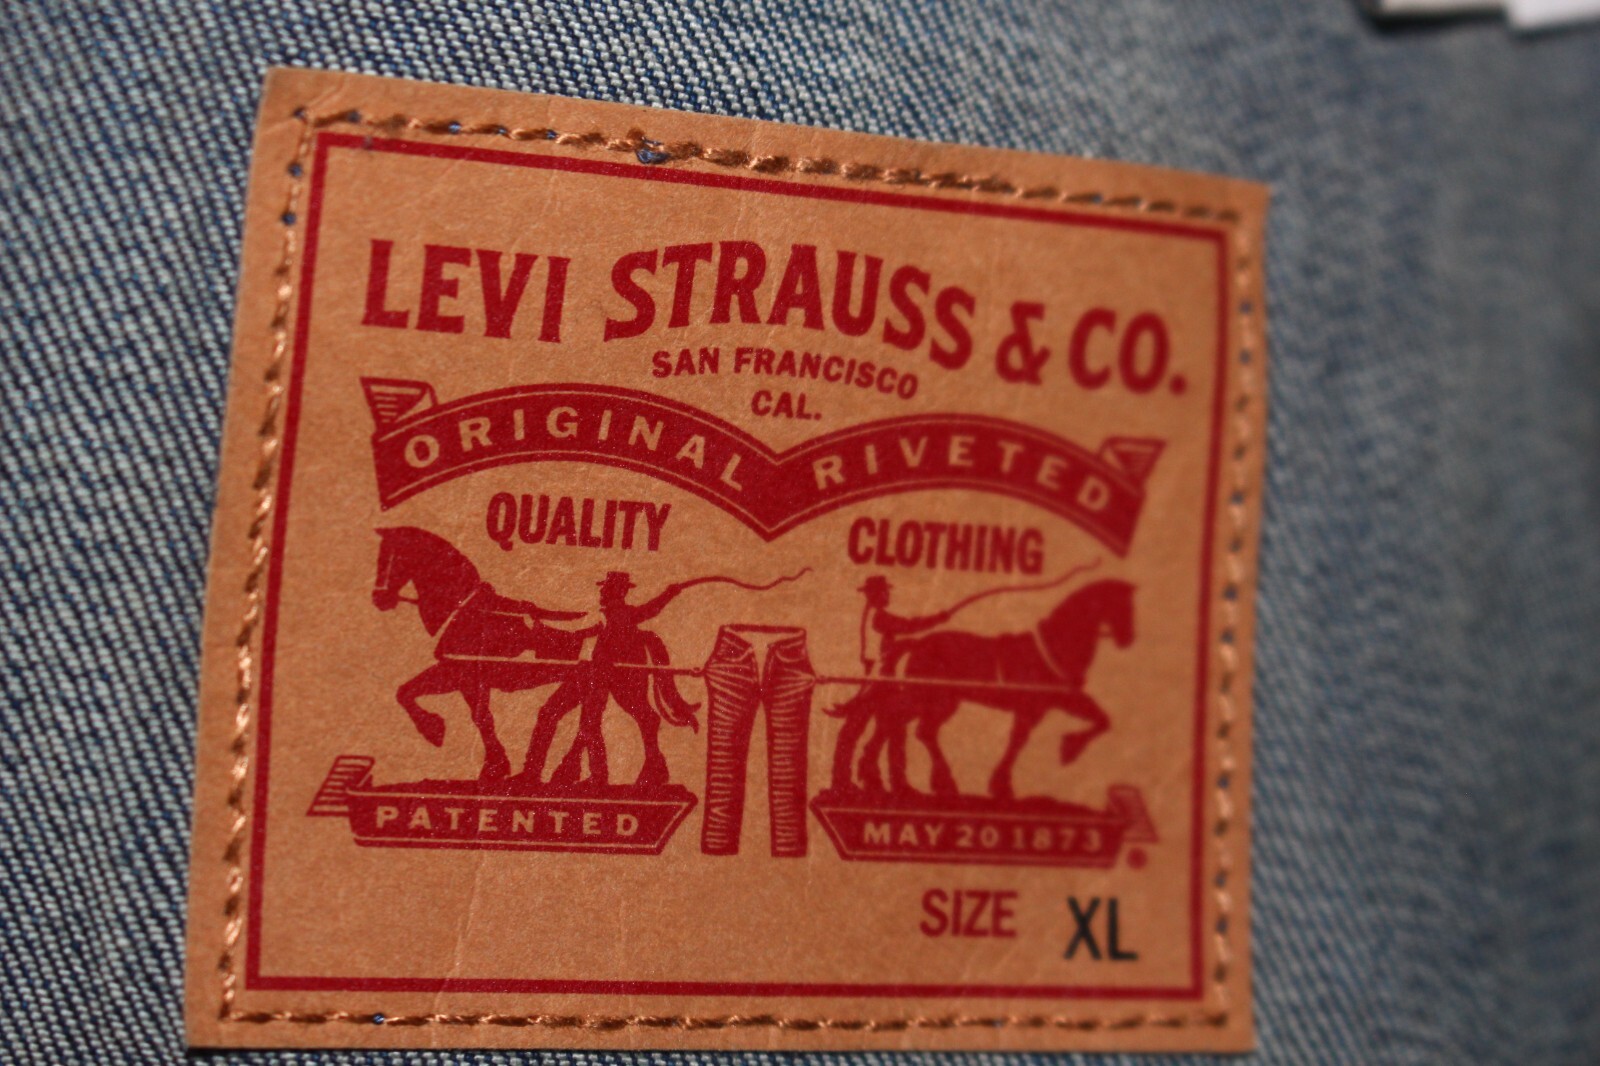 LEVI STRAUSS & CO.
SAN FRANCISCO
CAL.
ORIGINAL RIVETED
QUALITY CLOTHING
PATENTED MAY 20 1873
SIZE XL